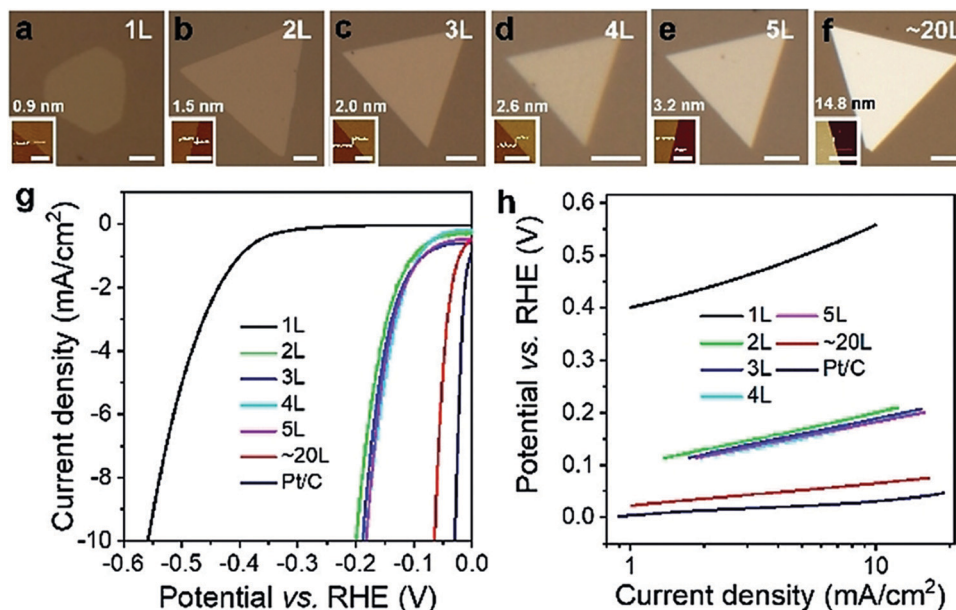 a 1L
b 2L
c 3L
d 4L
e 5L
f ~20L
0.9 nm
1.5 nm
2.0 nm
2.6 nm
3.2 nm
14.8 nm
g
0
-2
-4
-6
-8
-10
Current density (mA/cm²)
1L
2L
3L
4L
5L
~20L
Pt/C
-0.6 -0.5 -0.4 -0.3 -0.2 -0.1 0.0
Potential vs. RHE (V)
h
0.6
0.5
0.4
0.3
0.2
0.1
0.0
Potential vs. RHE (V)
1L 5L
2L ~20L
3L Pt/C
4L
1 10
Current density (mA/cm²)